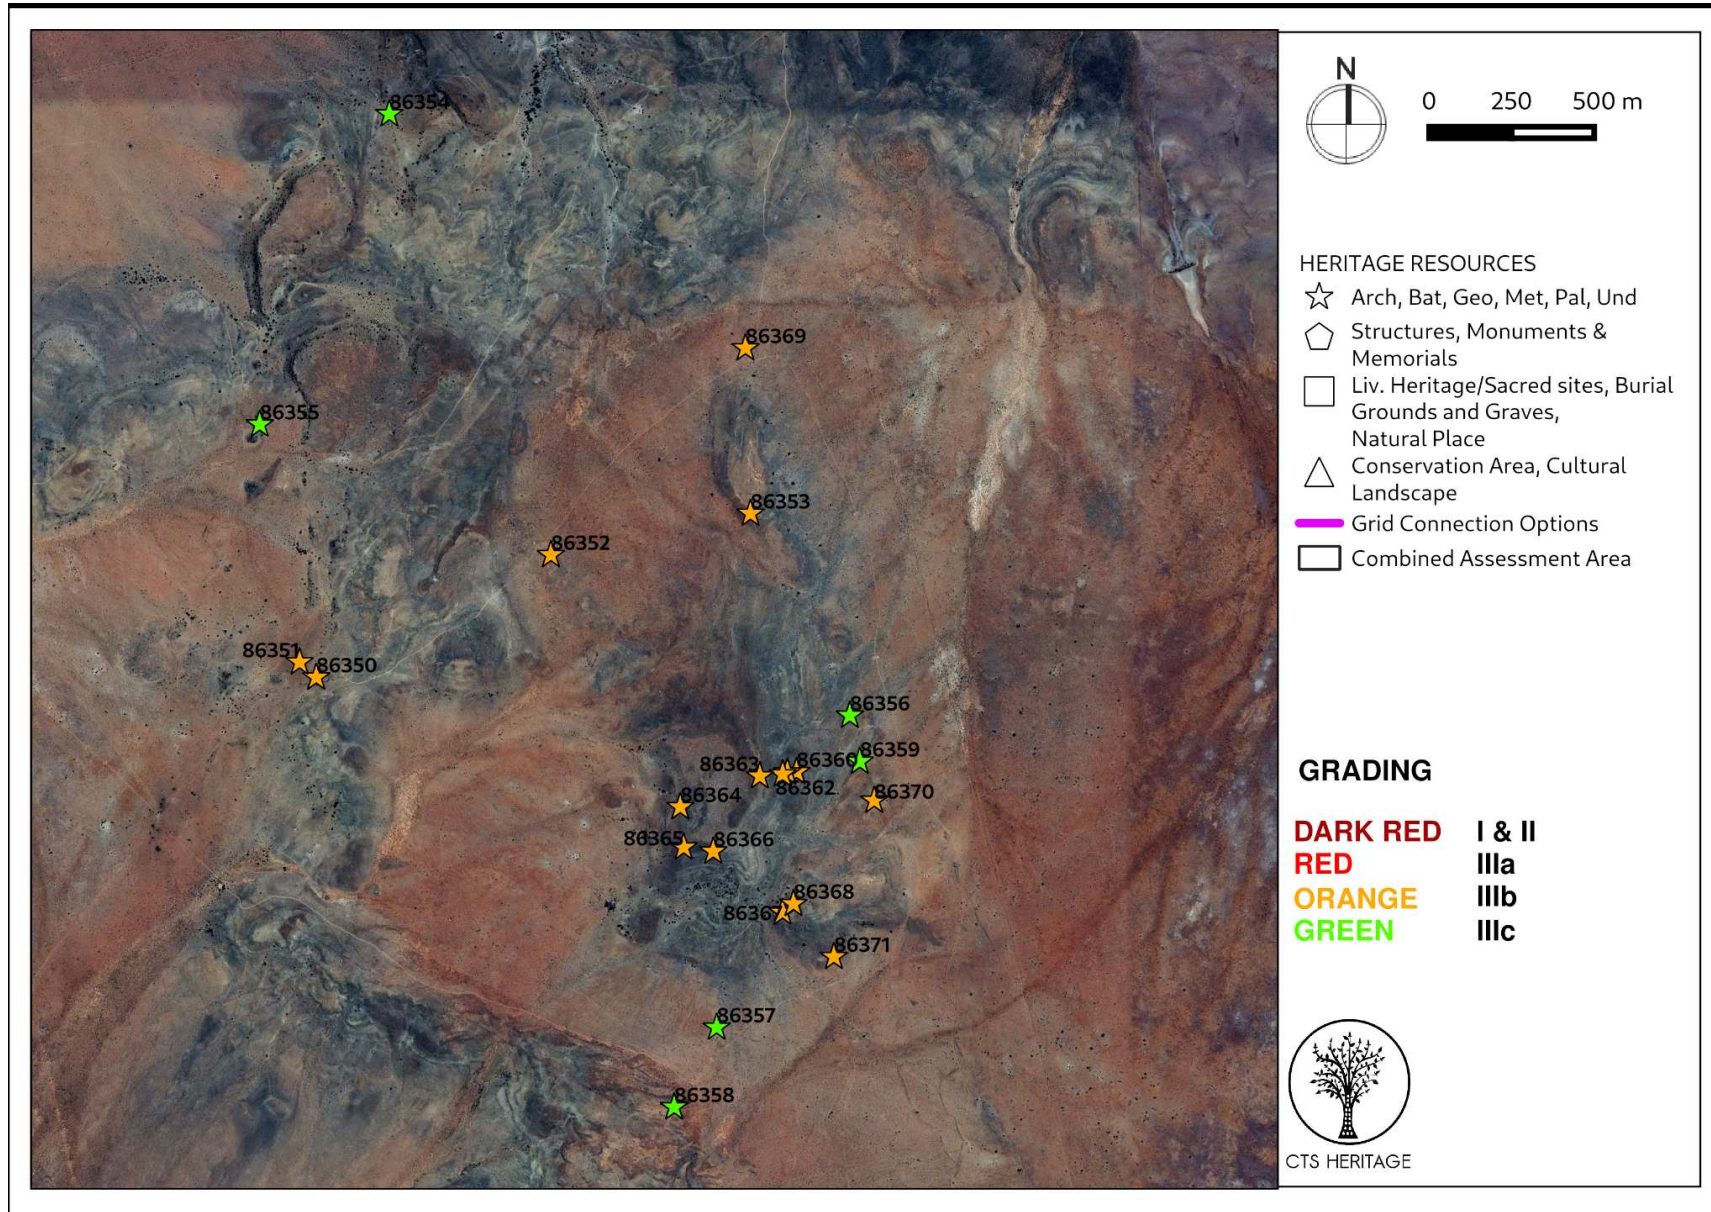 86354
86369
86355
86353
86352
86351
86350
86356
86359
86363
86360
86362
86370
86364
86365
86366
86368
86367
86371
86357
86358
N
0 250 500 m
HERITAGE RESOURCES
Arch, Bat, Geo, Met, Pal, Und
Structures, Monuments &
Memorials
Liv. Heritage/Sacred sites, Burial
Grounds and Graves,
Natural Place
Conservation Area, Cultural
Landscape
Grid Connection Options
Combined Assessment Area
GRADING
DARK RED I & II
RED IIIa
ORANGE IIIb
GREEN IIIc
CTS HERITAGE